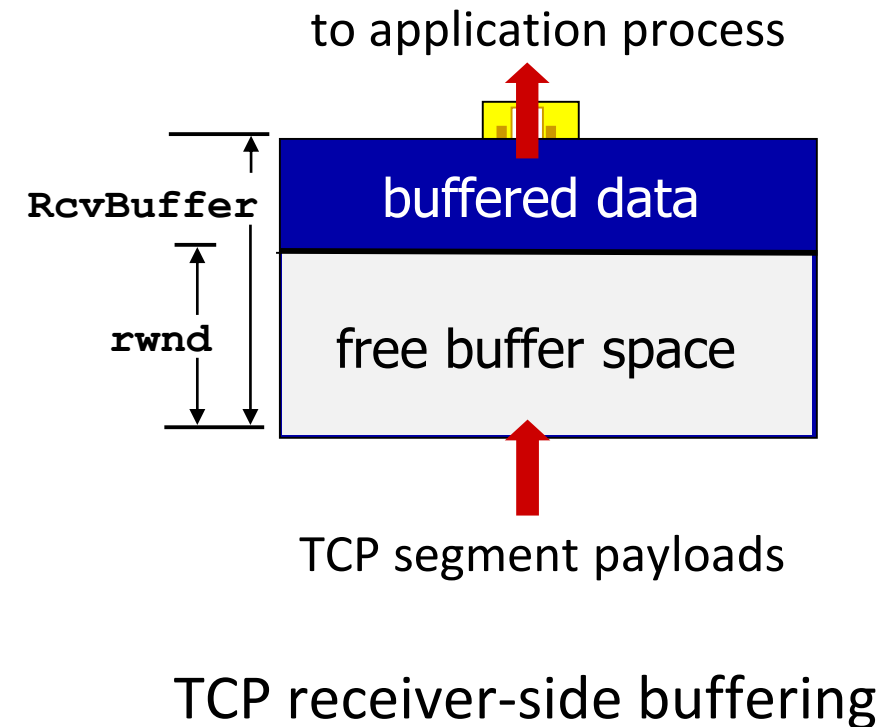 to application process
buffered data
RcvBuffer
rwnd
free buffer space
TCP segment payloads
TCP receiver-side buffering